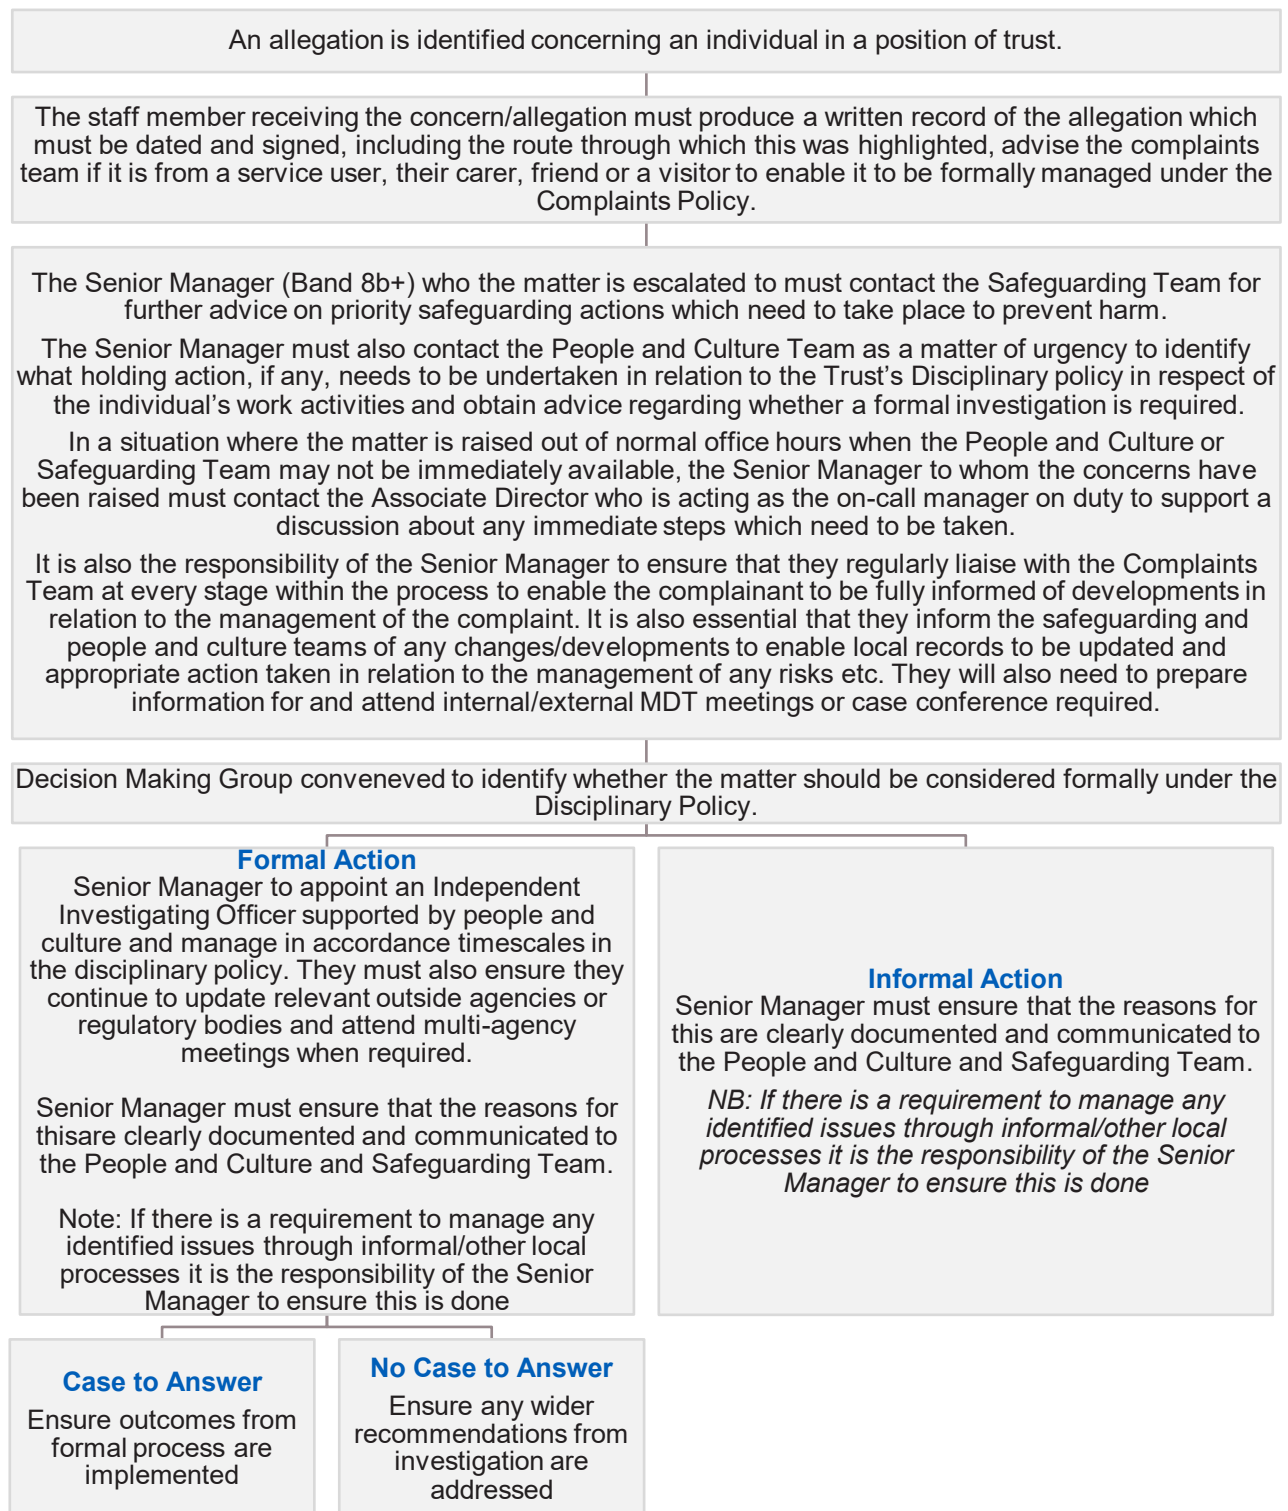 An allegation is identified concerning an individual in a position of trust.
The staff member receiving the concern/allegation must produce a written record of the allegation which
must be dated and signed, including the route through which this was highlighted, advise the complaints
team if it is from a service user, their carer, friend or a visitor to enable it to be formally managed under the
Complaints Policy.
The Senior Manager (Band 8b+) who the matter is escalated to must contact the Safeguarding Team for
further advice on priority safeguarding actions which need to take place to prevent harm.
The Senior Manager must also contact the People and Culture Team as a matter of urgency to identify
what holding action, if any, needs to be undertaken in relation to the Trust’s Disciplinary policy in respect of
the individual’s work activities and obtain advice regarding whether a formal investigation is required.
In a situation where the matter is raised out of normal office hours when the People and Culture or
Safeguarding Team may not be immediately available, the Senior Manager to whom the concerns have
been raised must contact the Associate Director who is acting as the on-call manager on duty to support a
discussion about any immediate steps which need to be taken.
It is also the responsibility of the Senior Manager to ensure that they regularly liaise with the Complaints
Team at every stage within the process to enable the complainant to be fully informed of developments in
relation to the management of the complaint. It is also essential that they inform the safeguarding and
people and culture teams of any changes/developments to enable local records to be updated and
appropriate action taken in relation to the management of any risks etc. They will also need to prepare
information for and attend internal/external MDT meetings or case conference required.
Decision Making Group conveneved to identify whether the matter should be considered formally under the
Disciplinary Policy.
Formal Action
Senior Manager to appoint an Independent
Investigating Officer supported by people and
culture and manage in accordance timescales in
the disciplinary policy. They must also ensure they
continue to update relevant outside agencies or
regulatory bodies and attend multi-agency
meetings when required.
Senior Manager must ensure that the reasons for
thisare clearly documented and communicated to
the People and Culture and Safeguarding Team.
Note: If there is a requirement to manage any
identified issues through informal/other local
processes it is the responsibility of the Senior
Manager to ensure this is done
Informal Action
Senior Manager must ensure that the reasons for
this are clearly documented and communicated to
the People and Culture and Safeguarding Team.
NB: If there is a requirement to manage any
identified issues through informal/other local
processes it is the responsibility of the Senior
Manager to ensure this is done
Case to Answer
Ensure outcomes from
formal process are
implemented
No Case to Answer
Ensure any wider
recommendations from
investigation are
addressed